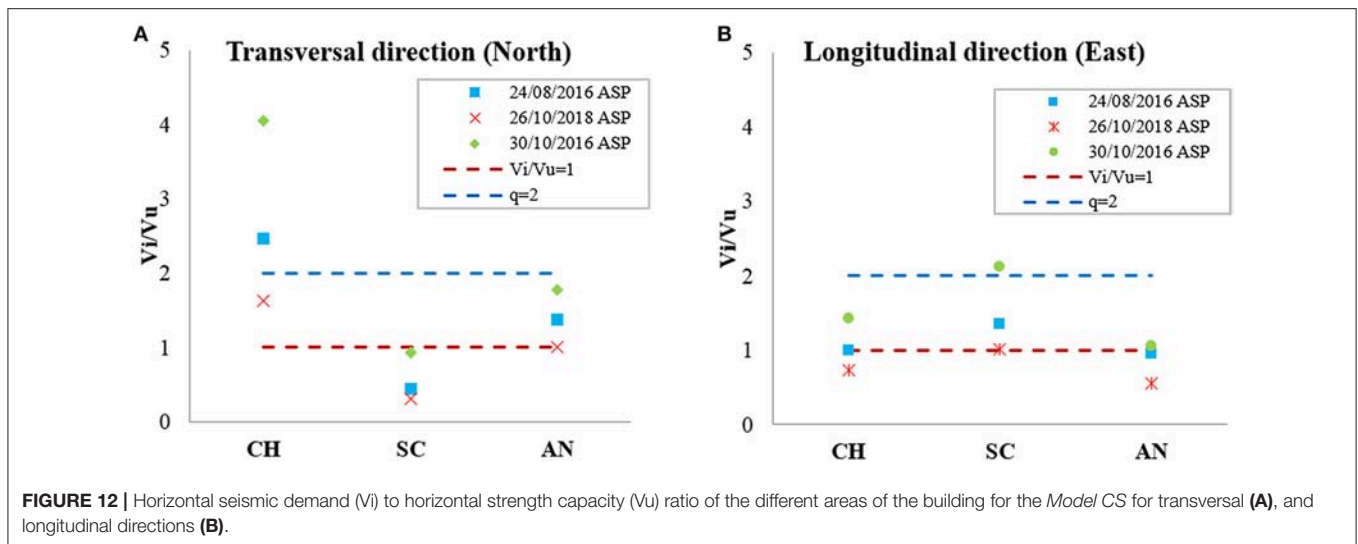 A
Transversal direction (North)
5
4
3
2
1
0
Vi/Vu
24/08/2016 ASP
26/10/2018 ASP
30/10/2016 ASP
Vi/Vu=1
q=2
CH SC AN
B
Longitudinal direction (East)
5
4
3
2
1
0
Vi/Vu
24/08/2016 ASP
26/10/2018 ASP
30/10/2016 ASP
Vi/Vu=1
q=2
CH SC AN
FIGURE 12 | Horizontal seismic demand (Vi) to horizontal strength capacity (Vu) ratio of the different areas of the building for the Model CS for transversal (A), and
longitudinal directions (B).